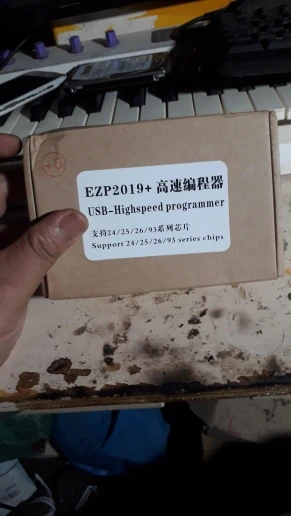 EZP2019+ 高速编程器
USB-Highspeed programmer
支持24/25/26/93系列芯片
Support 24/25/26/93 series chips